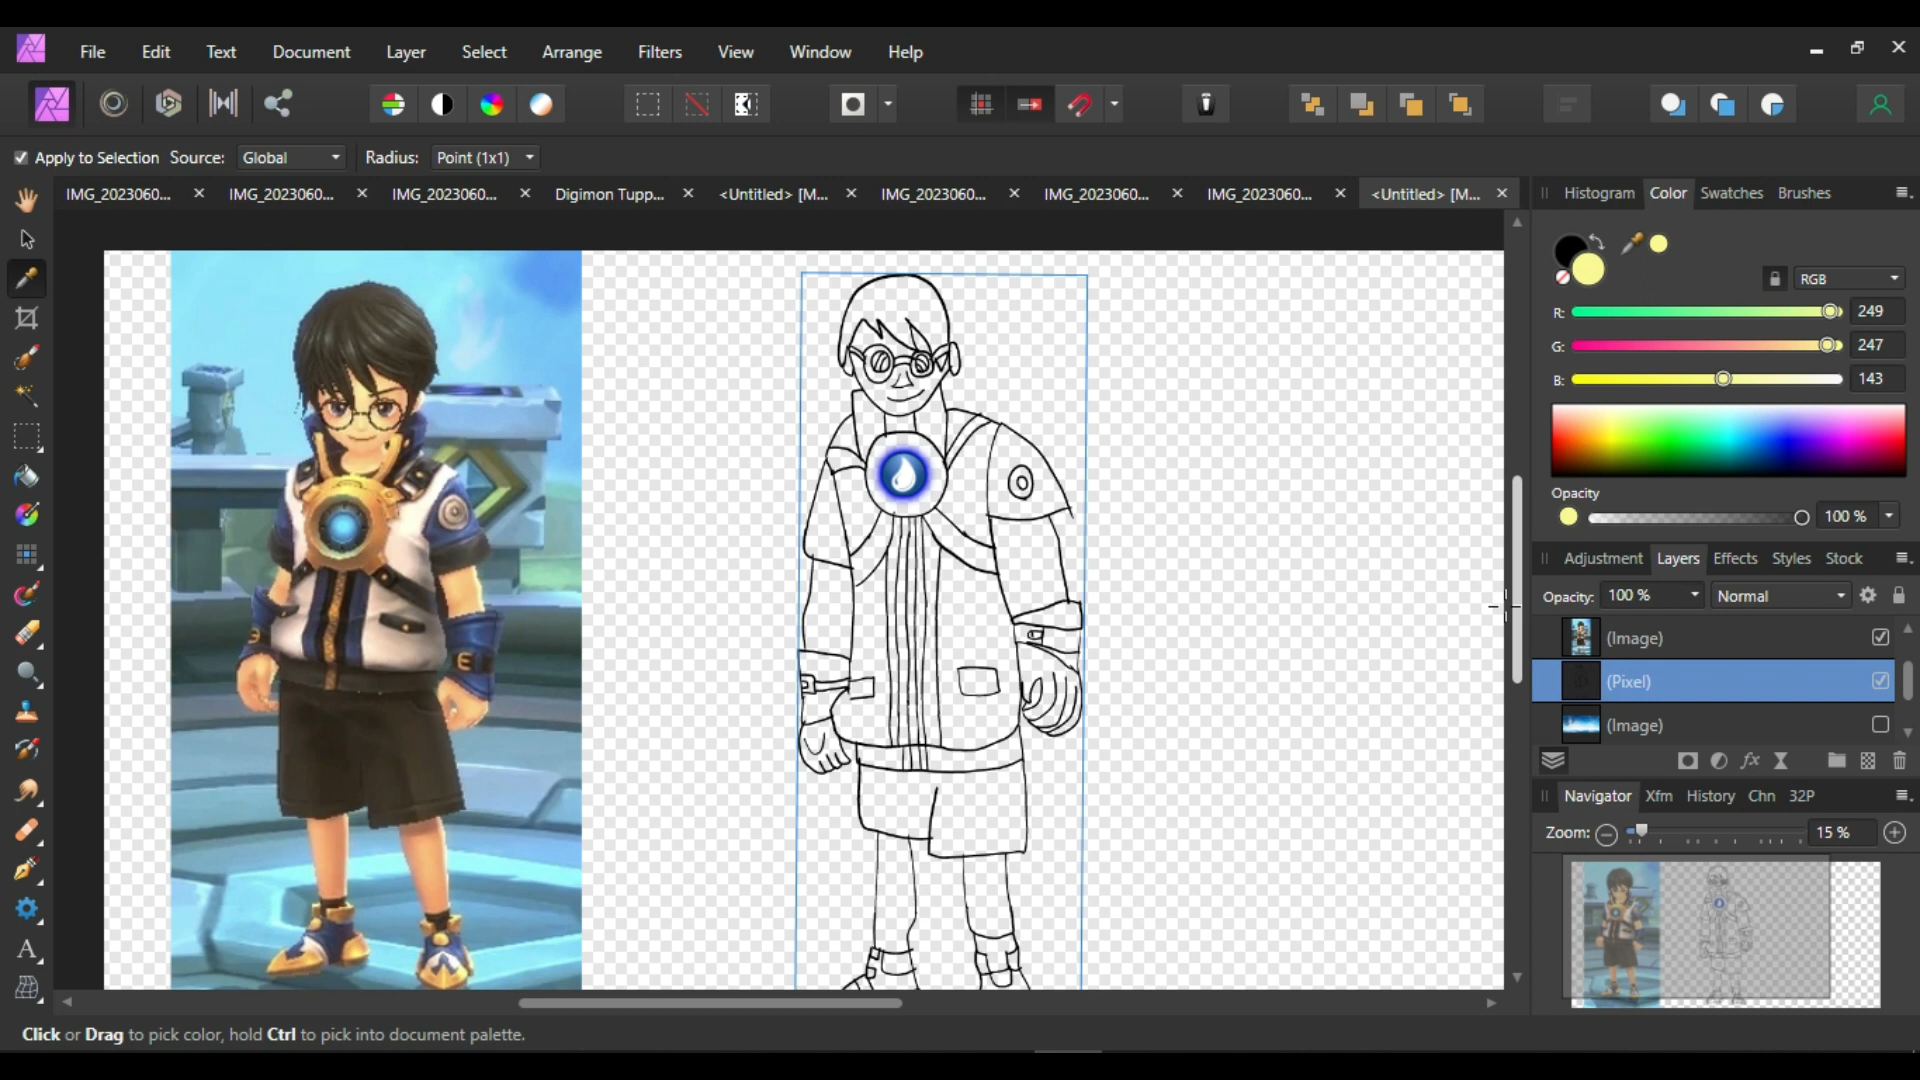 File Edit Text Document Layer Select Arrange Filters View Window Help
Apply to Selection Source: Global Radius: Point (1x1)
IMG_2023060... IMG_2023060... IMG_2023060... Digimon Tupp... <Untitled> [M... IMG_2023060... IMG_2023060... IMG_2023060... <Untitled> [M...
Histogram Color Swatches Brushes
RGB
R: 249
G: 247
B: 143
Opacity
100 %
Adjustment Layers Effects Styles Stock
Opacity: 100 % Normal
(Image)
(Pixel)
(Image)
fx
Navigator Xfm History Chn 32P
Zoom: 15 %
A
Click or Drag to pick color, hold Ctrl to pick into document palette.